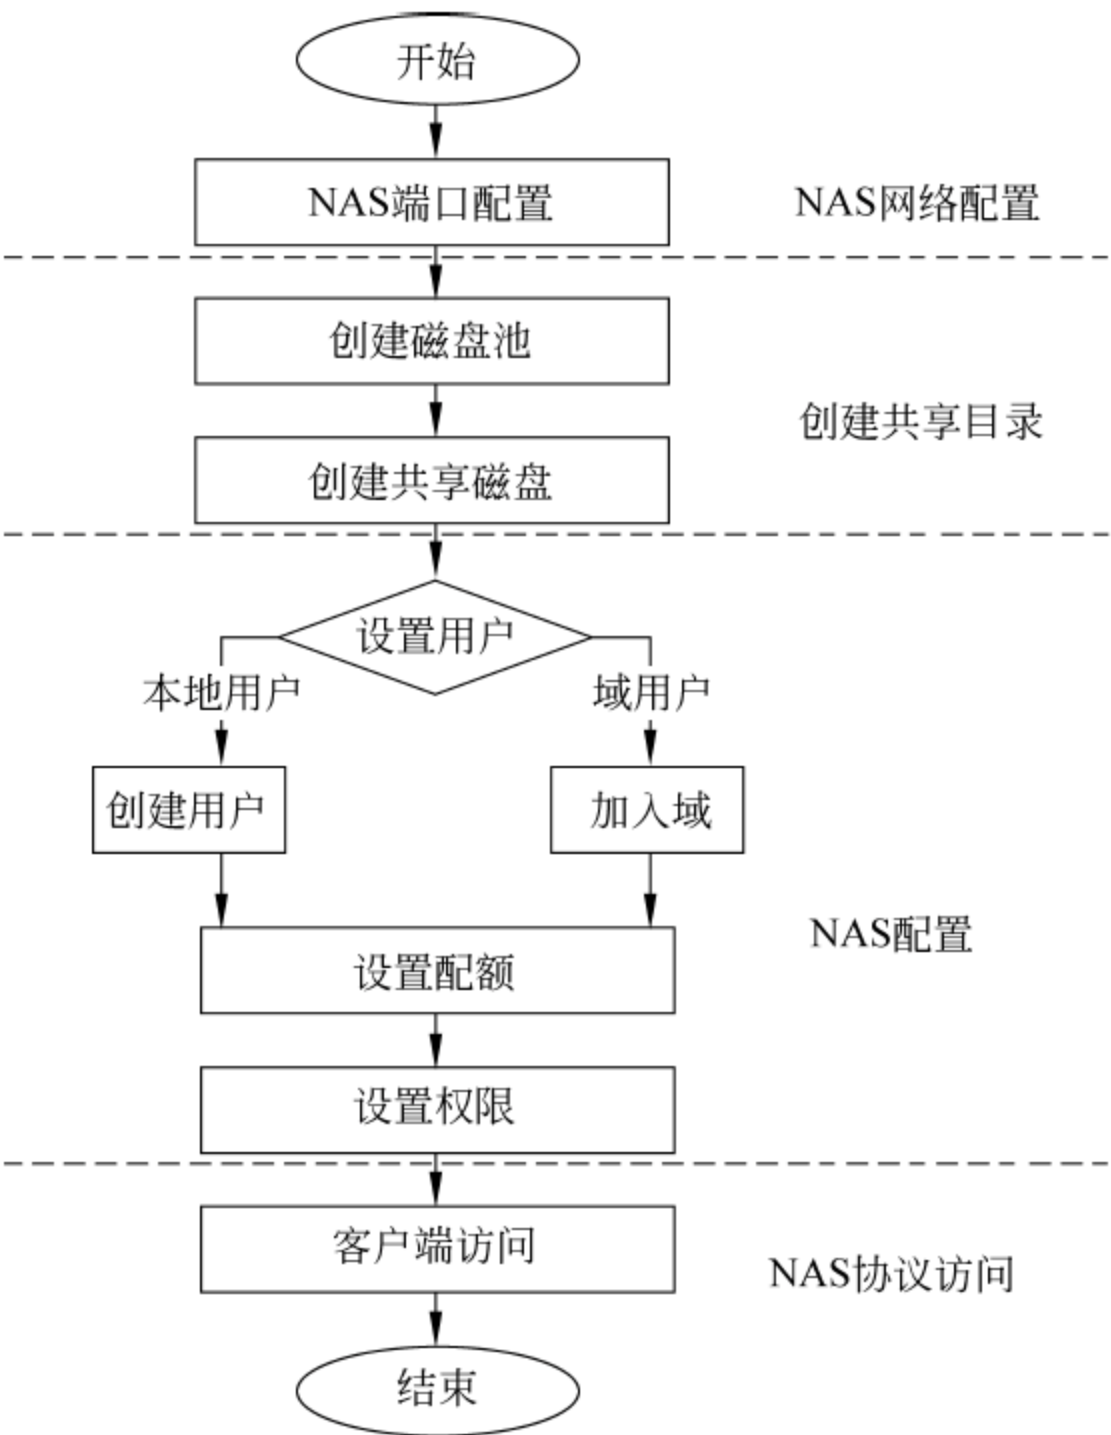 开始
NAS端口配置
NAS网络配置
创建磁盘池
创建共享目录
创建共享磁盘
设置用户
本地用户
域用户
创建用户
加入域
NAS配置
设置配额
设置权限
客户端访问
NAS协议访问
结束